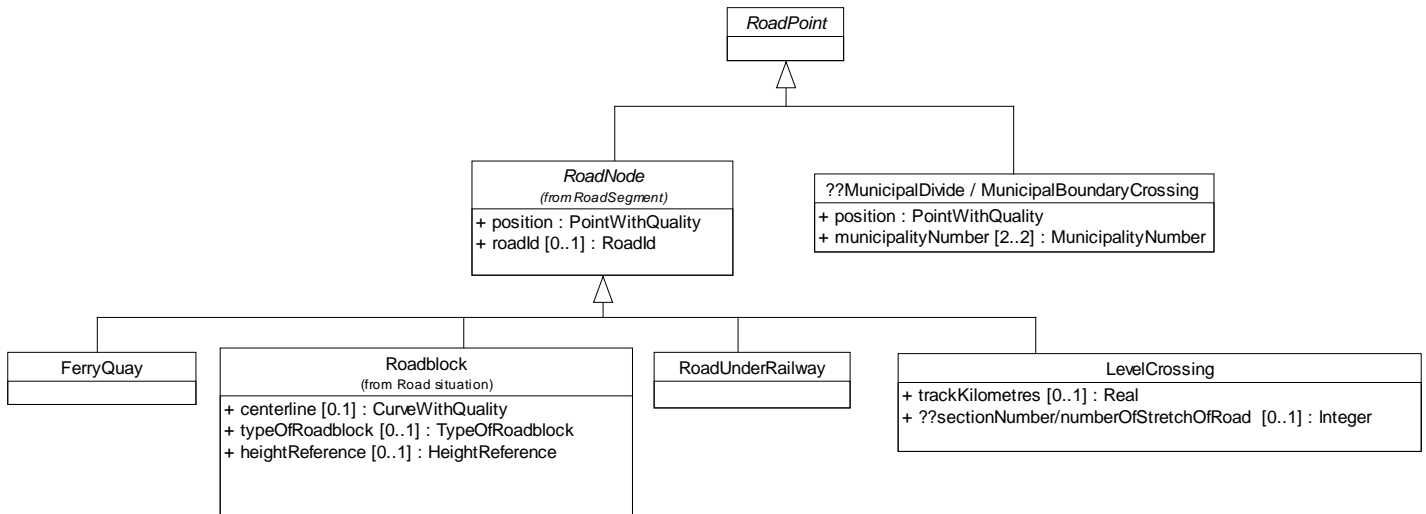 RoadPoint
RoadNode
(from RoadSegment)
+ position : PointWithQuality
+ roadId [0..1] : RoadId
??MunicipalDivide / MunicipalBoundaryCrossing
+ position : PointWithQuality
+ municipalityNumber [2..2] : MunicipalityNumber
FerryQuay
Roadblock
(from Road situation)
+ centerline [0.1] : CurveWithQuality
+ typeOfRoadblock [0..1] : TypeOfRoadblock
+ heightReference [0..1] : HeightReference
RoadUnderRailway
LevelCrossing
+ trackKilometres [0..1] : Real
+ ??sectionNumber/numberOfStretchOfRoad [0..1] : Integer